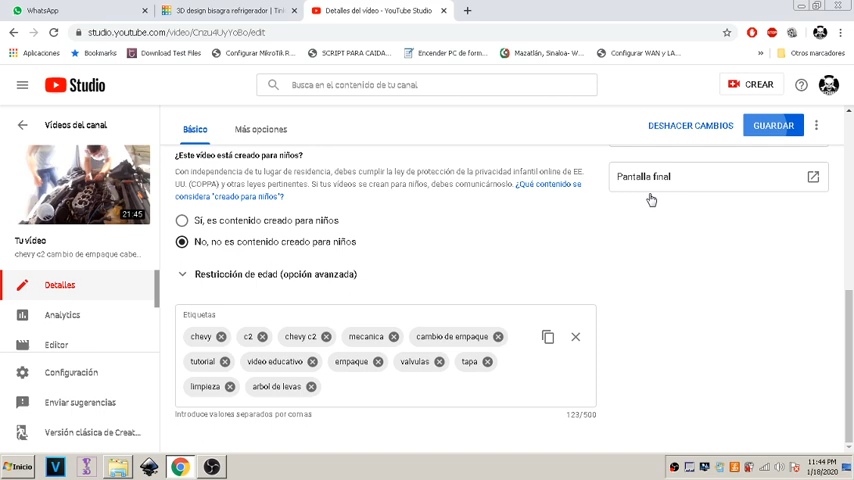 WhatsApp
3D design bisagra refrigerador | Tin
Detalles del vídeo - YouTube Studio
studio.youtube.com/video/Cnzu4UyYo8o/edit
Aplicaciones
Bookmarks
Download Test Files
Configurar MikroTiK R...
SCRIPT PARA CAIDA...
Encender PC de form...
Mazatlán, Sinaloa- W...
Configurar WAN y LA...
»
Otros marcadores
Studio
Busca en el contenido de tu canal
CREAR
Vídeos del canal
Básico
Más opciones
DESHACER CAMBIOS
GUARDAR
¿Este vídeo está creado para niños?
Con independencia de tu lugar de residencia, debes cumplir la ley de protección de la privacidad infantil online de EE.
UU. (COPPA) y otras leyes pertinentes. Si tus vídeos se crean para niños, debes comunicárnoslo. ¿Qué contenido se
considera "creado para niños"?
Pantalla final
21:45
Tu vídeo
chevy c2 cambio de empaque cabe...
Sí, es contenido creado para niños
No, no es contenido creado para niños
Restricción de edad (opción avanzada)
Detalles
Analytics
Editor
Configuración
Enviar sugerencias
Versión clásica de Creat...
Etiquetas
chevy
c2
chevy c2
mecanica
cambio de empaque
tutorial
video educativo
empaque
valvulas
tapa
limpieza
arbol de levas
Introduce valores separados por comas
123/500
Inicio
11:44 PM
1/18/2020